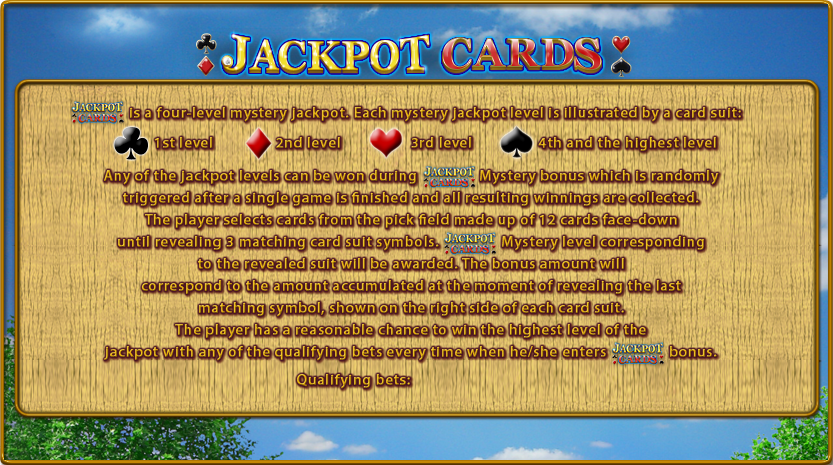 JACKPOT CARDS
JACKPOT CARDS is a four-level mystery jackpot. Each mystery jackpot level is illustrated by a card suit:
1st level 2nd level 3rd level 4th and the highest level
Any of the jackpot levels can be won during JACKPOT CARDS Mystery bonus which is randomly
triggered after a single game is finished and all resulting winnings are collected.
The player selects cards from the pick field made up of 12 cards face-down
until revealing 3 matching card suit symbols. JACKPOT CARDS Mystery level corresponding
to the revealed suit will be awarded. The bonus amount will
correspond to the amount accumulated at the moment of revealing the last
matching symbol, shown on the right side of each card suit.
The player has a reasonable chance to win the highest level of the
jackpot with any of the qualifying bets every time when he/she enters JACKPOT CARDS bonus.
Qualifying bets: